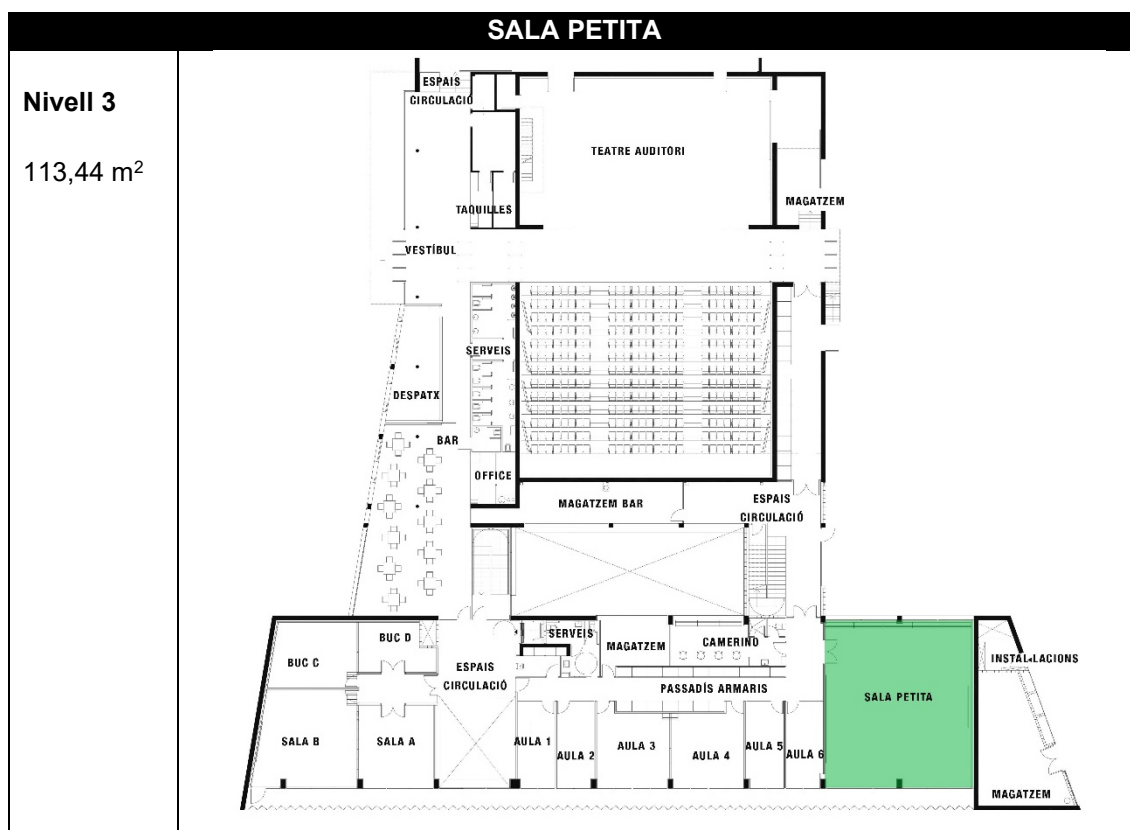 SALA PETITA
Nivell 3
113,44 m²
ESPAIS
CIRCULACIÓ
TEATRE AUDITORI
TAQUILLES
MAGATZEM
VESTÍBUL
SERVEIS
DESPATX
BAR
OFFICE
MAGATZEM BAR
ESPAIS
CIRCULACIÓ
BUC D
SERVEIS
MAGATZEM
CAMERINO
BUC C
ESPAIS
CIRCULACIÓ
INSTAL·LACIONS
PASSADÍS ARMARIS
SALA PETITA
SALA B
SALA A
AULA 1
AULA 2
AULA 3
AULA 4
AULA 5
AULA 6
MAGATZEM